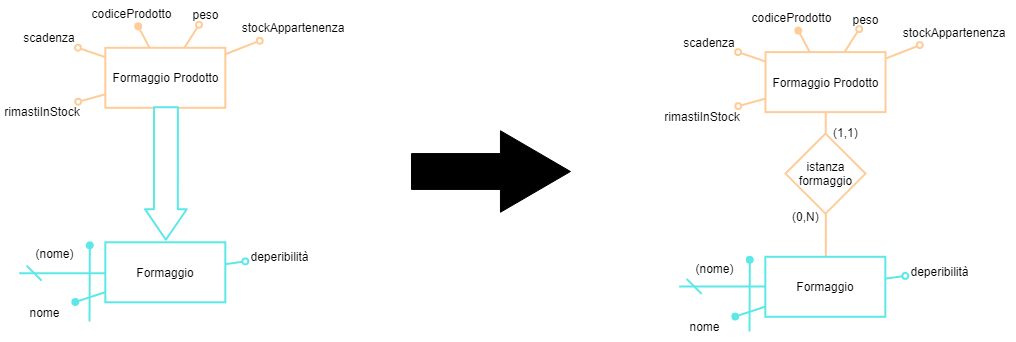 codiceProdotto
peso
scadenza
stockAppartenenza
Formaggio Prodotto
rimastiInStock
(nome)
deperibilità
Formaggio
nome
codiceProdotto
peso
scadenza
stockAppartenenza
Formaggio Prodotto
rimastiInStock
(1,1)
istanza
formaggio
(0,N)
(nome)
deperibilità
Formaggio
nome